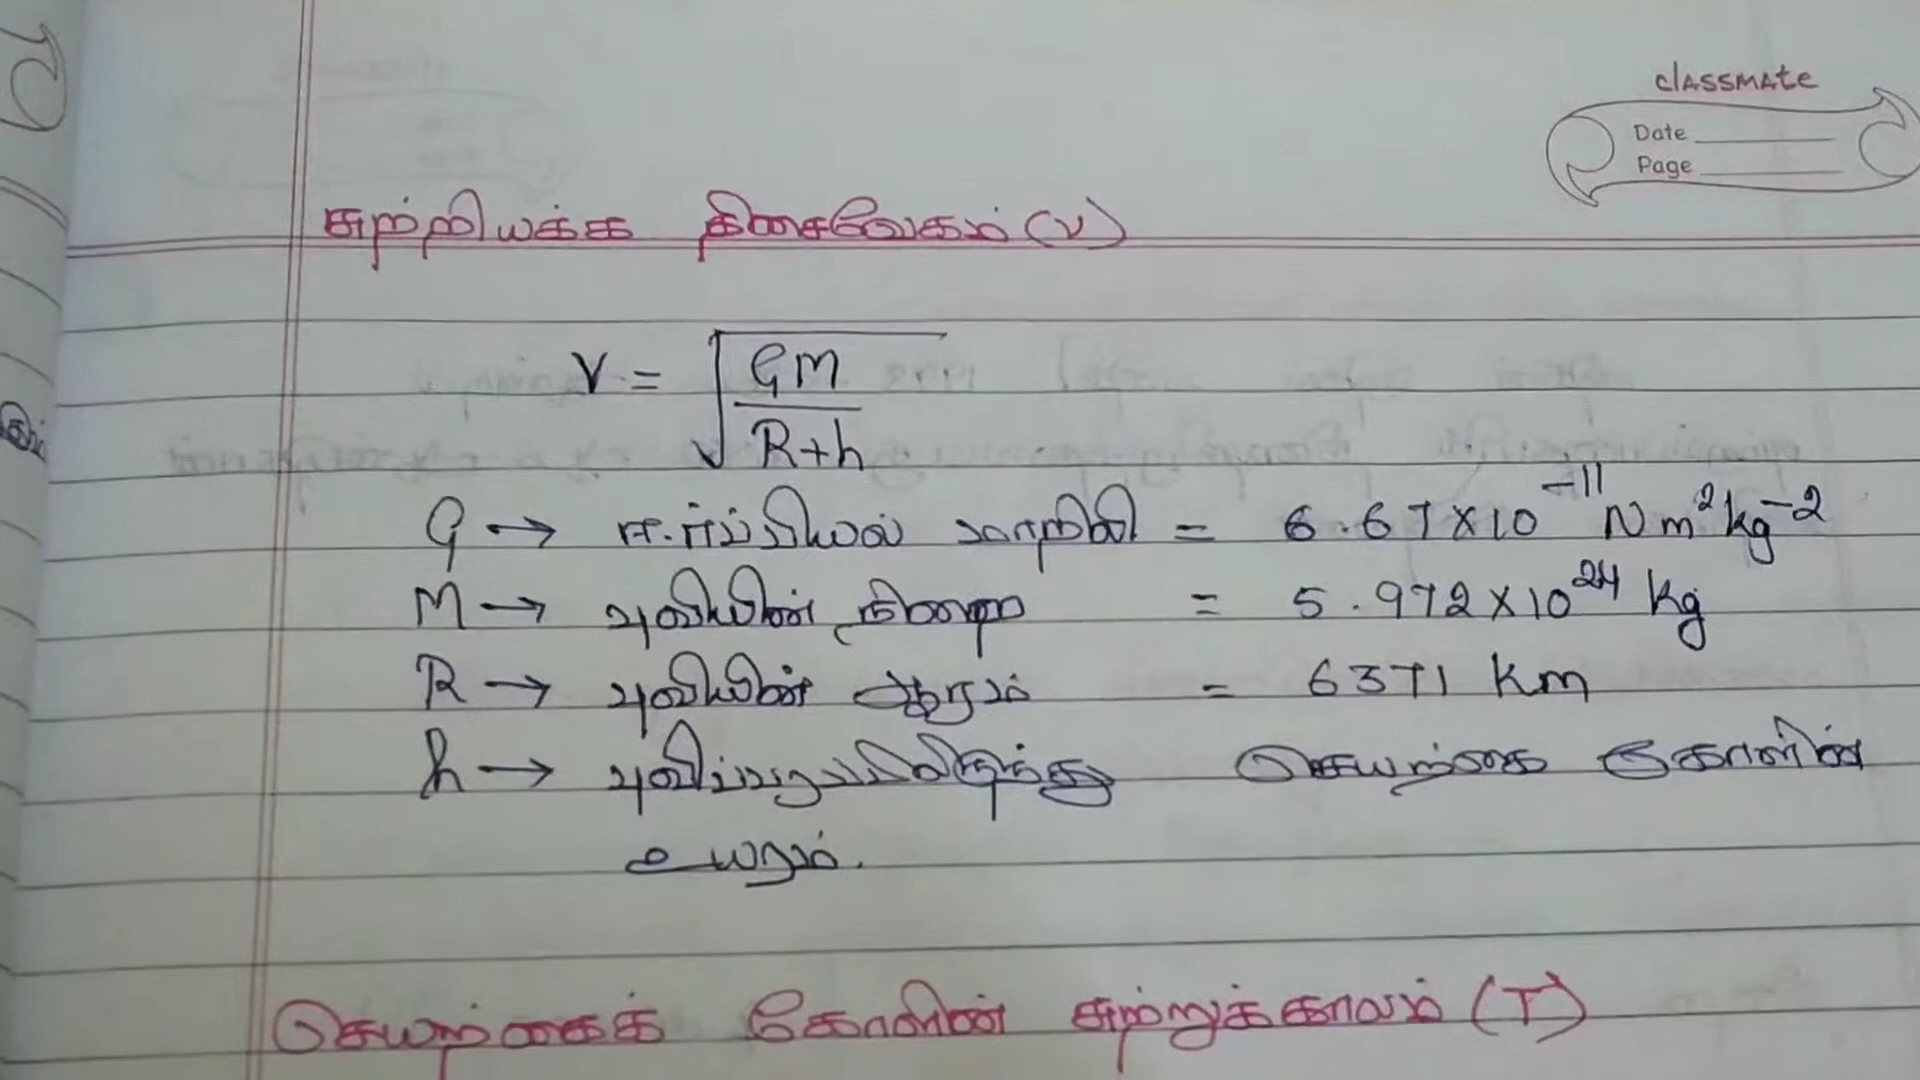 classmate
Date
Page
சுற்றியக்க திசைவேகம் (V)
V = √GM/R+h
G → ஈர்ப்பியல் மாறிலி = 6.67×10⁻¹¹ Nm²kg⁻²
M → புவியின் நிறை = 5.972×10²⁴ kg
R → புவியின் ஆரம் = 6371 km
h → புவிப்பரப்பிலிருந்து செயற்கை கோளின்
உயரம்.
செயற்கைக் கோளின் சுற்றுக்காலம் (T)